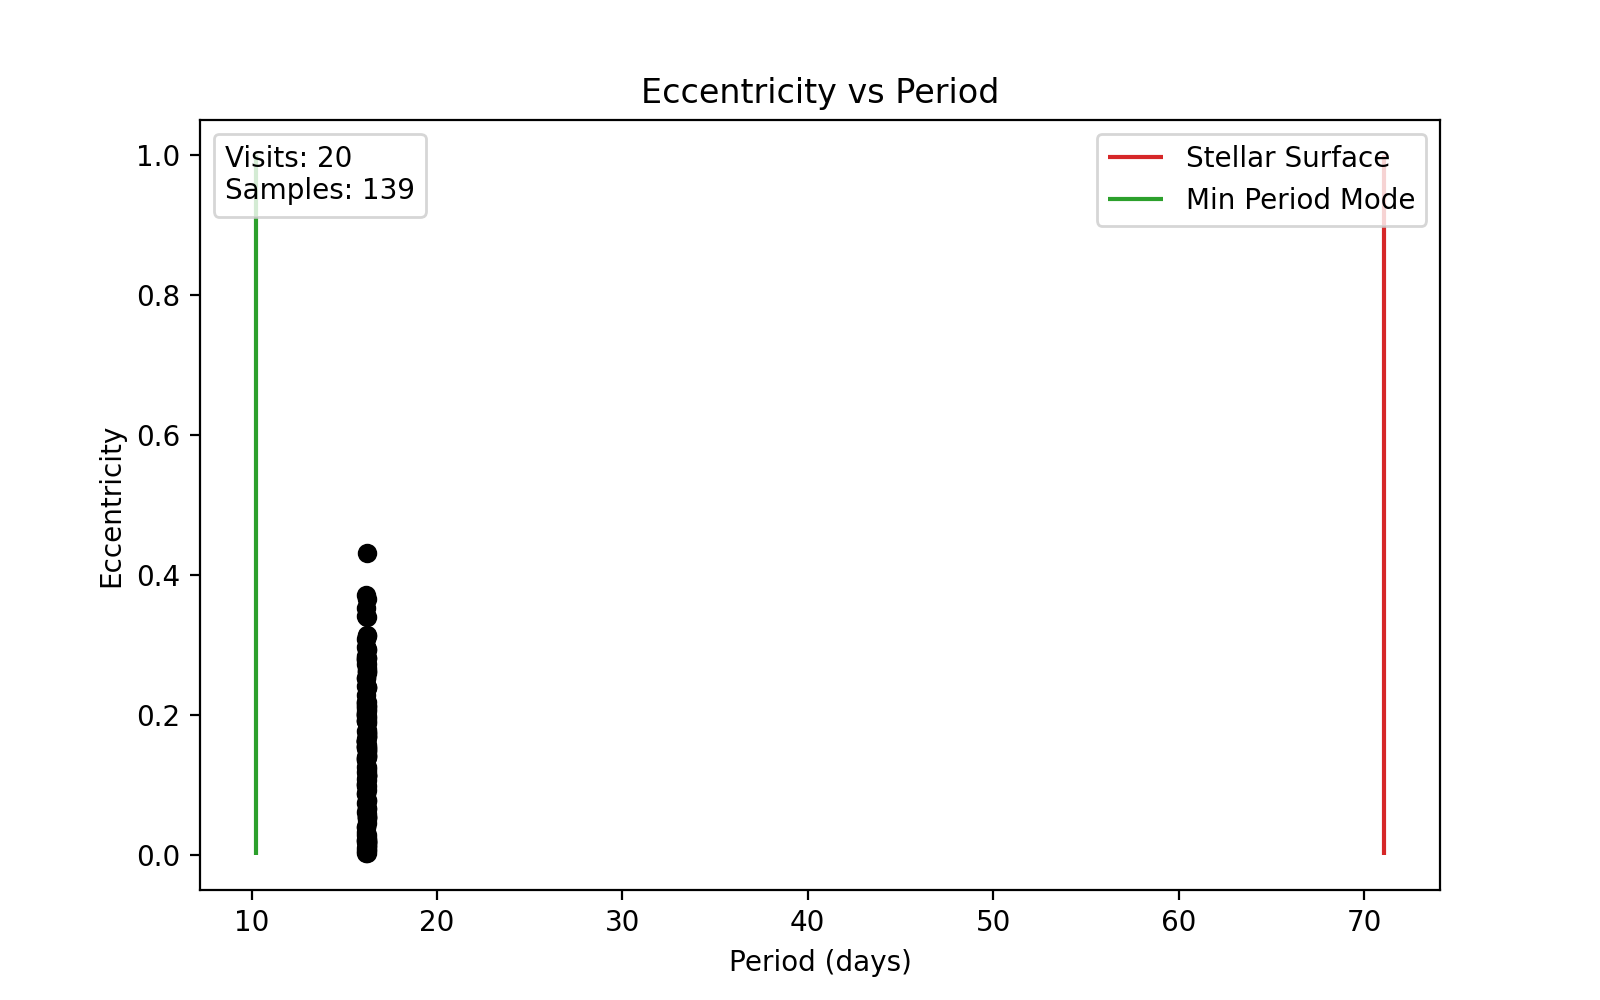 Eccentricity vs Period
Visits: 20
Samples: 139
Stellar Surface
Min Period Mode
1.0
0.8
0.6
0.4
0.2
0.0
Eccentricity
10 20 30 40 50 60 70
Period (days)